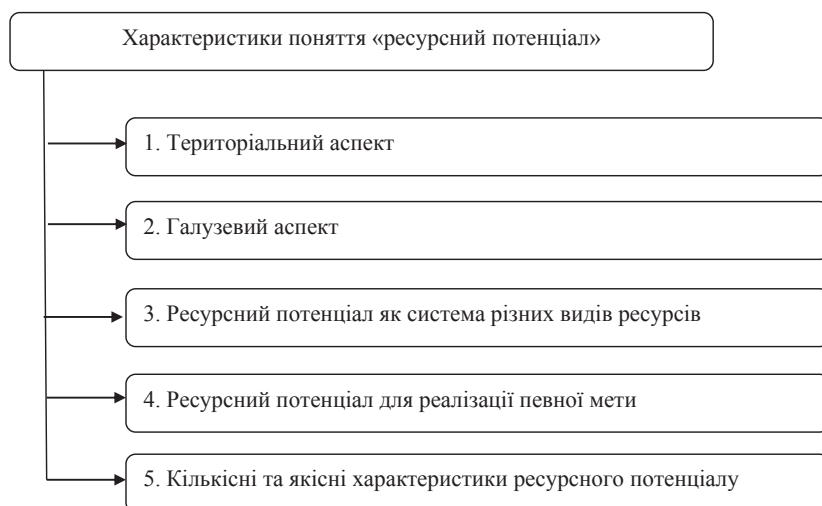 Характеристики поняття «ресурсний потенціал»
1. Територіальний аспект
2. Галузевий аспект
3. Ресурсний потенціал як система різних видів ресурсів
4. Ресурсний потенціал для реалізації певної мети
5. Кількісні та якісні характеристики ресурсного потенціалу